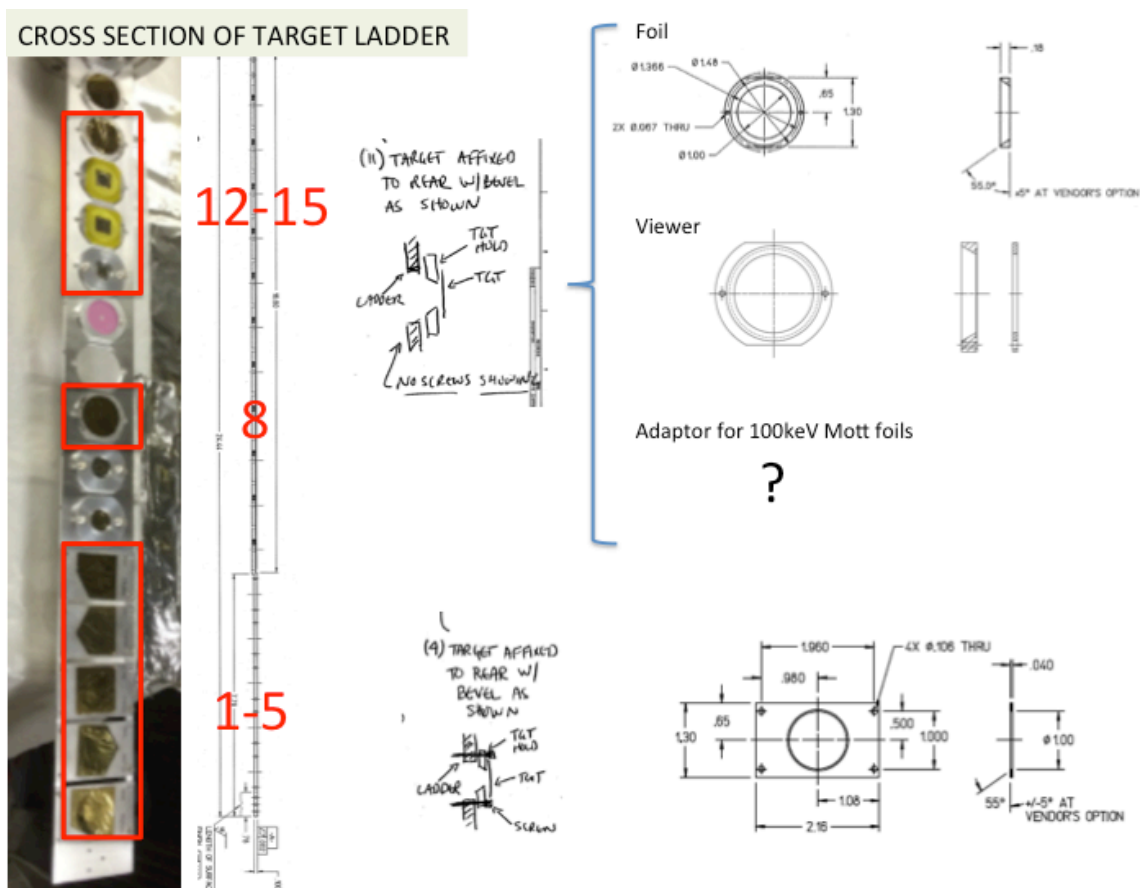 CROSS SECTION OF TARGET LADDER
12-15
8
1-5
(11) TARGET AFFIXED
TO REAR W/BEVEL
AS SHOWN
TGT
HOLD
TGT
LADDER
NO SCREWS SHOWING
(4) TARGET AFFIXED
TO REAR W/
BEVEL AS
SHOWN
TGT
HOLD
LADDER
TGT
SCREW
Foil
Ø1.366
Ø1.48
.65
1.30
2X Ø.067 THRU
Ø1.00
.18
55.0°
+5° AT VENDOR'S OPTION
Viewer
Adaptor for 100keV Mott foils
?
1.960
4X Ø.106 THRU
.980
.040
.65
1.30
.500
1.000
Ø1.00
1.08
2.16
55°
+/-5° AT
VENDOR'S OPTION